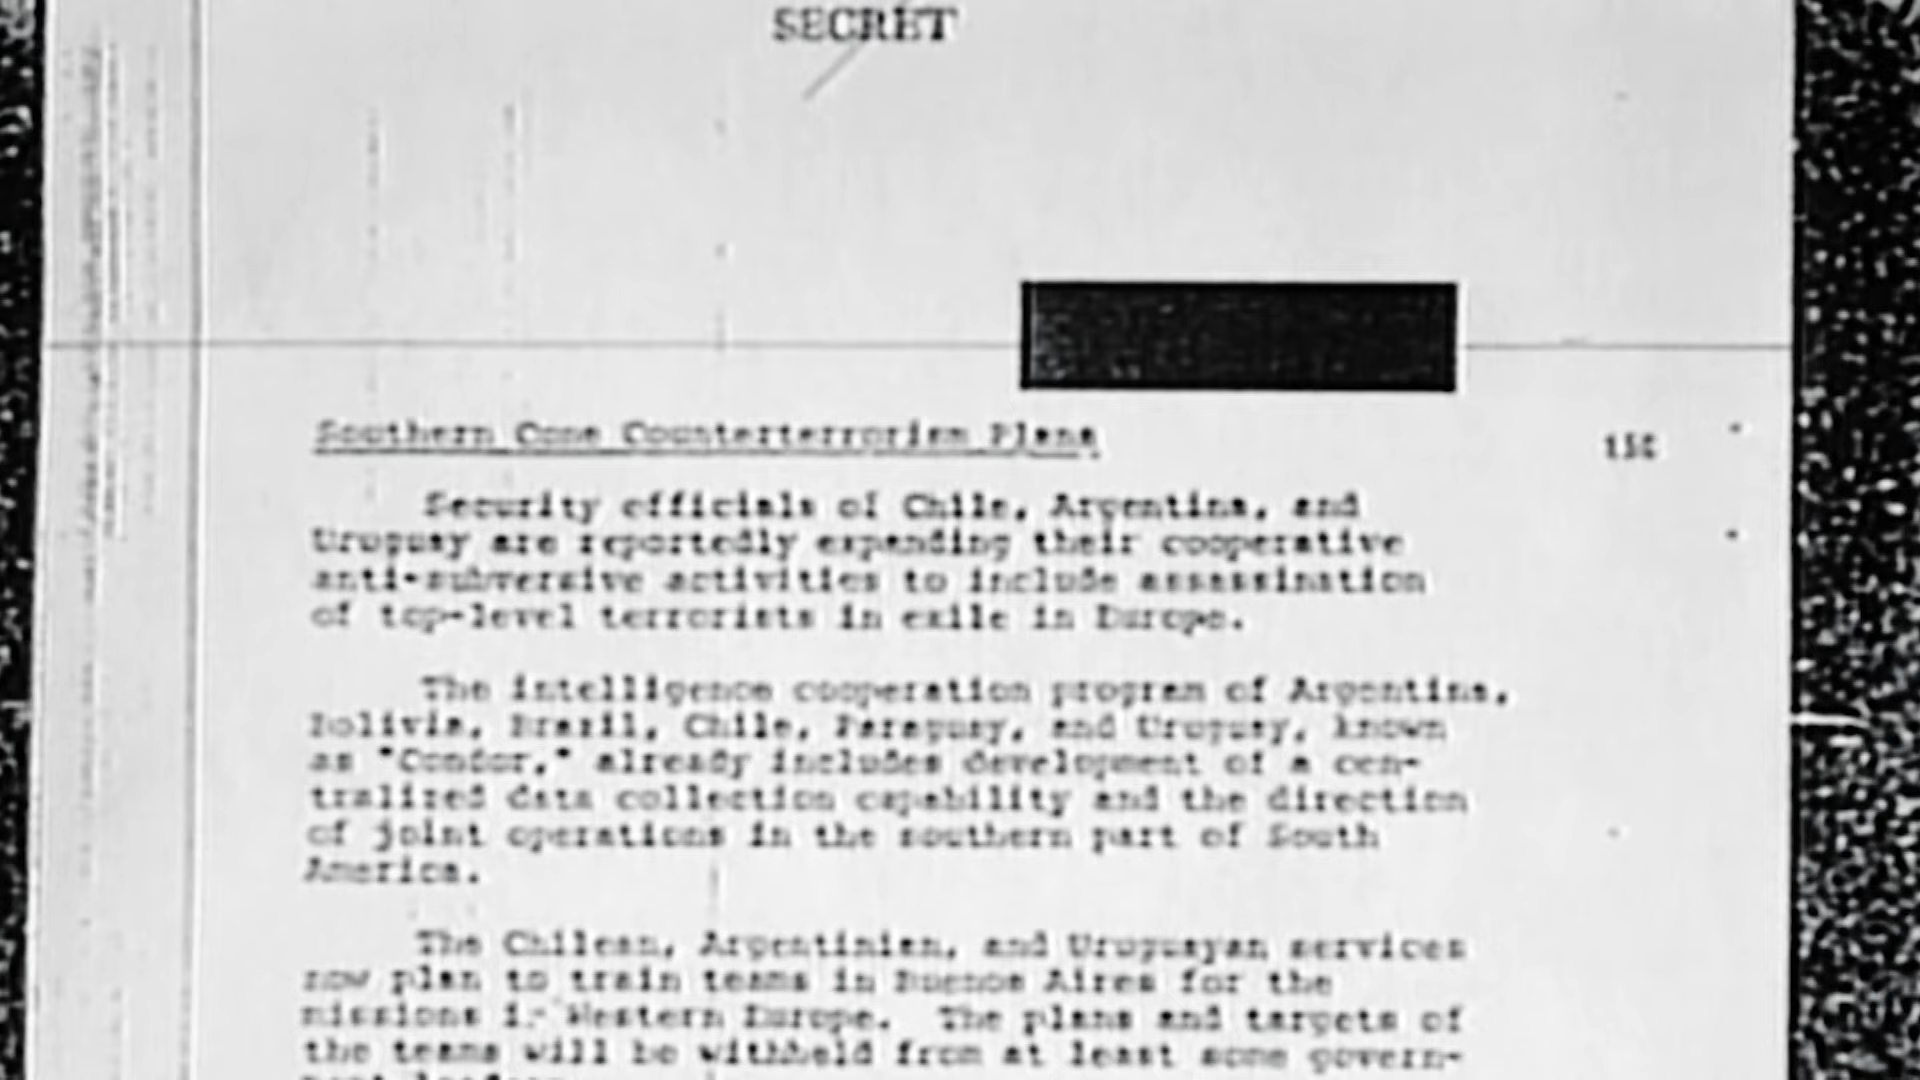 SECRET
Southern Cone Counterterrorism Plans
Security officials of Chile, Argentina, and
Uruguay are reportedly expanding their cooperative
anti-subversive activities to include assassination
of top-level terrorists in exile in Europe.
The intelligence cooperation program of Argentina,
Bolivia, Brazil, Chile, Paraguay, and Uruguay, known
as "Condor," already includes development of a cen-
tralized data collection capability and the direction
of joint operations in the southern part of South
America.
The Chilean, Argentinian, and Uruguayan services
now plan to train teams in Buenos Aires for the
missions Western Europe. The plans and targets of
the teams will be withheld from at least some govern-